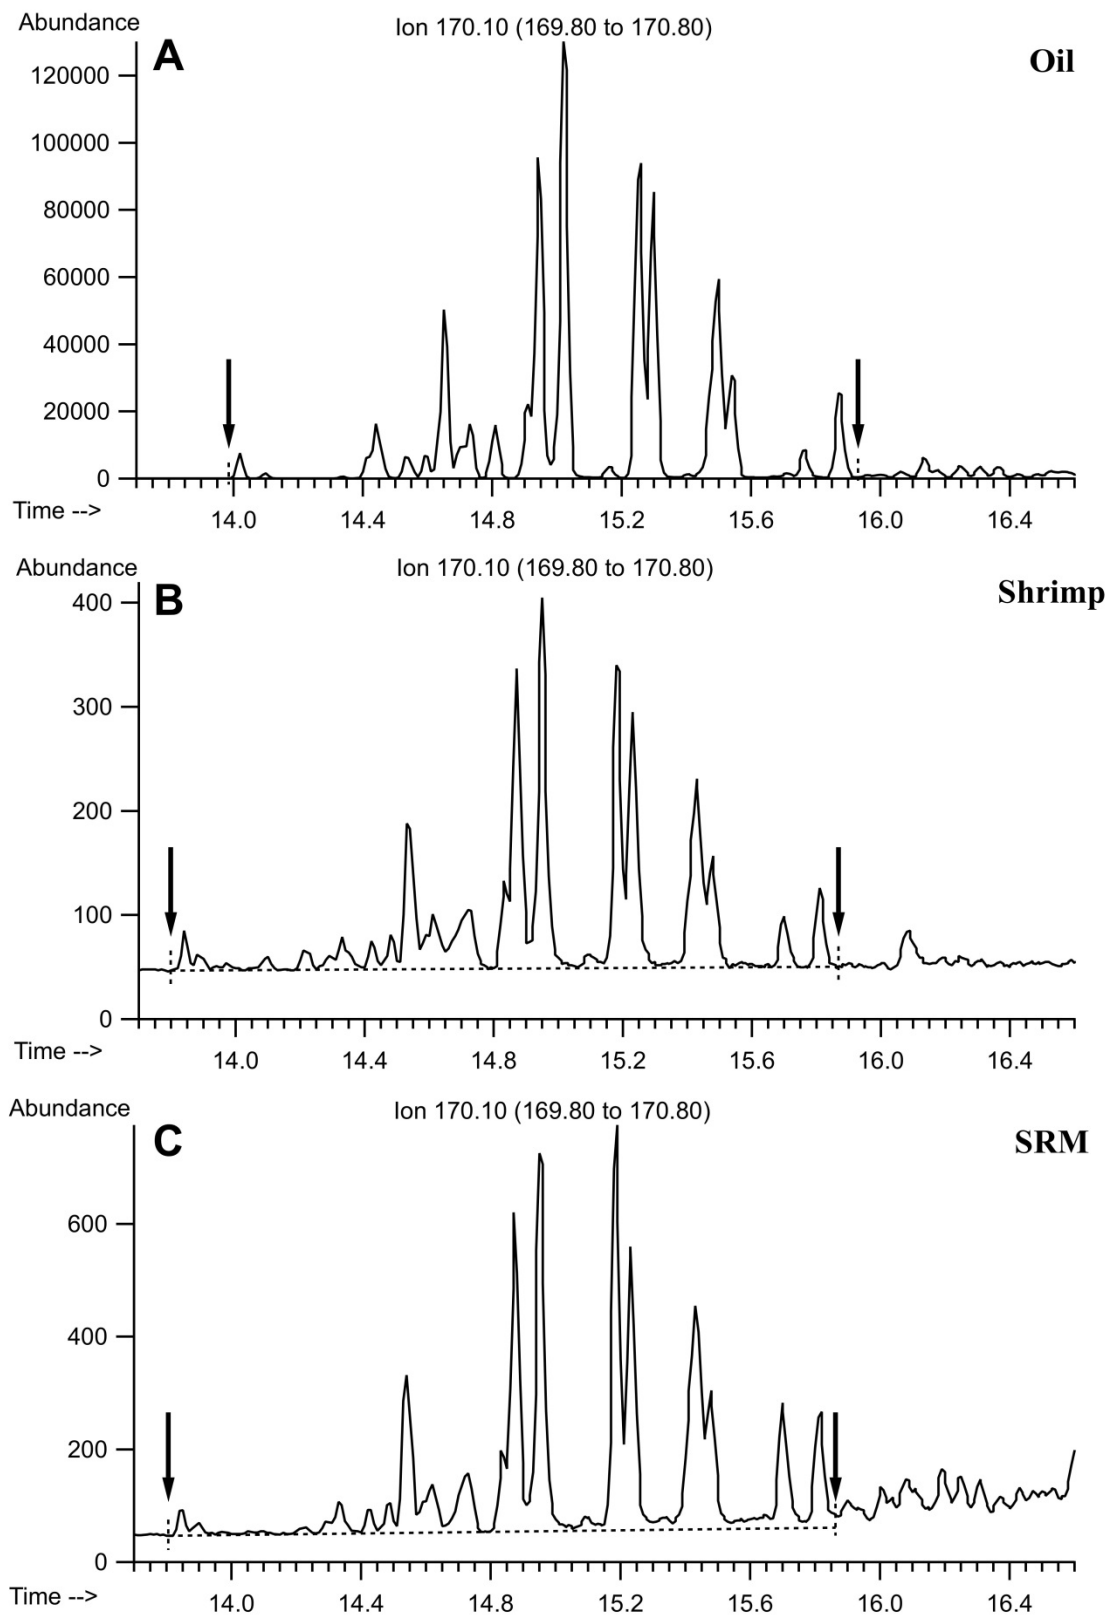 Abundance
Ion 170.10 (169.80 to 170.80)
A
Oil
120000
100000
80000
60000
40000
20000
0
Time -->
14.0 14.4 14.8 15.2 15.6 16.0 16.4
Abundance
Ion 170.10 (169.80 to 170.80)
B
Shrimp
400
300
200
100
0
Time -->
14.0 14.4 14.8 15.2 15.6 16.0 16.4
Abundance
Ion 170.10 (169.80 to 170.80)
C
SRM
600
400
200
0
Time -->
14.0 14.4 14.8 15.2 15.6 16.0 16.4